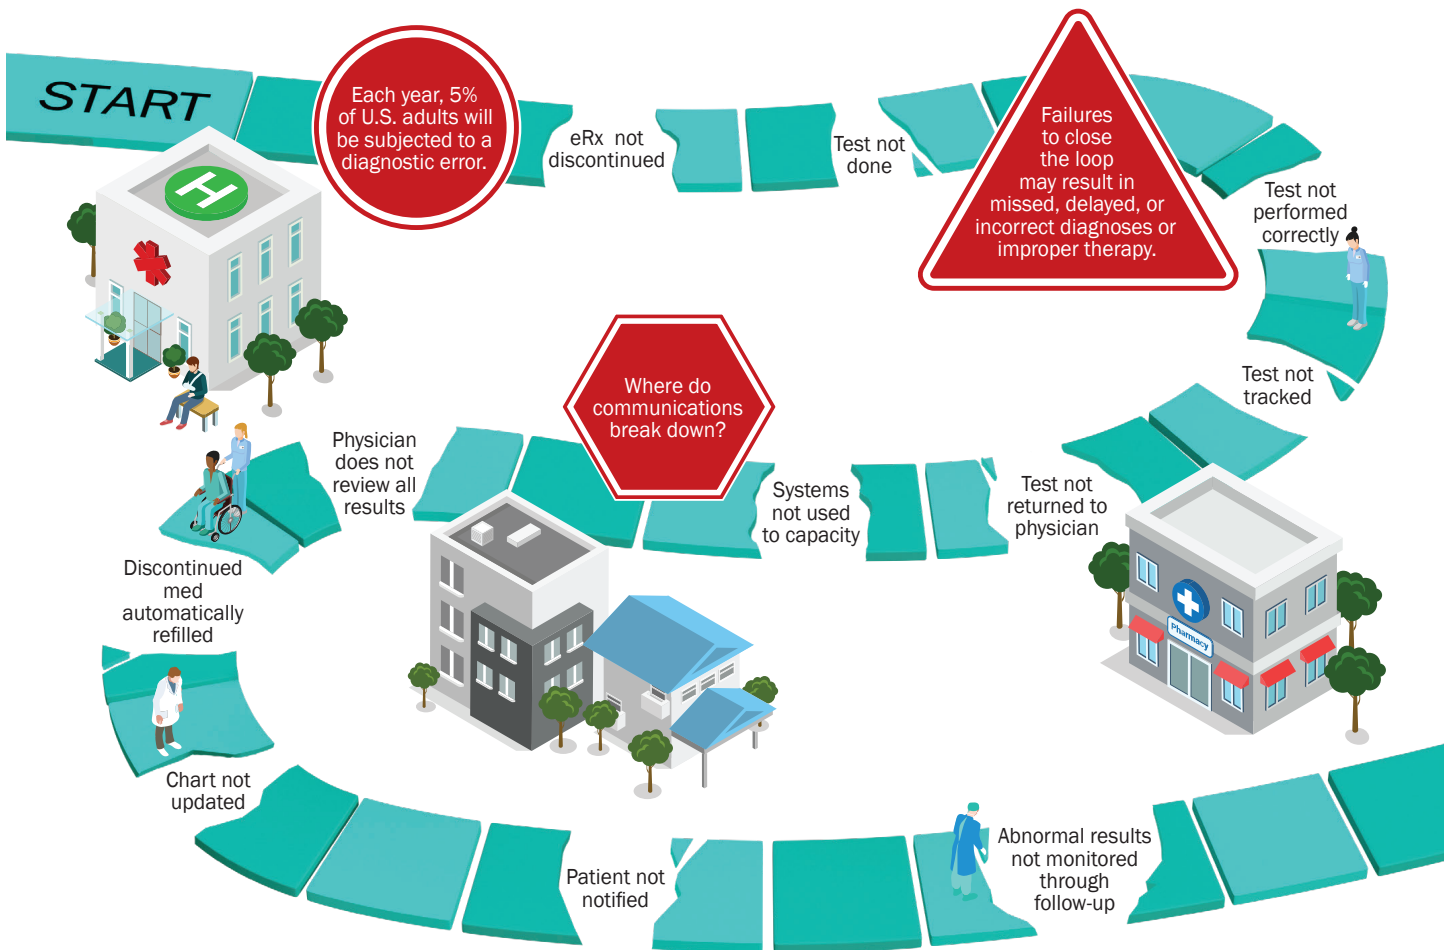 START
Each year, 5%
of U.S. adults will
be subjected to a
diagnostic error.
eRx not
discontinued
Test not
done
Failures
to close
the loop
may result in
missed, delayed, or
incorrect diagnoses or
improper therapy.
Test not
performed
correctly
Test not
tracked
Test not
returned to
physician
Pharmacy
Systems
not used
to capacity
Where do
communications
break down?
Physician
does not
review all
results
Discontinued
med
automatically
refilled
Chart not
updated
Patient not
notified
Abnormal results
not monitored
through
follow-up
H